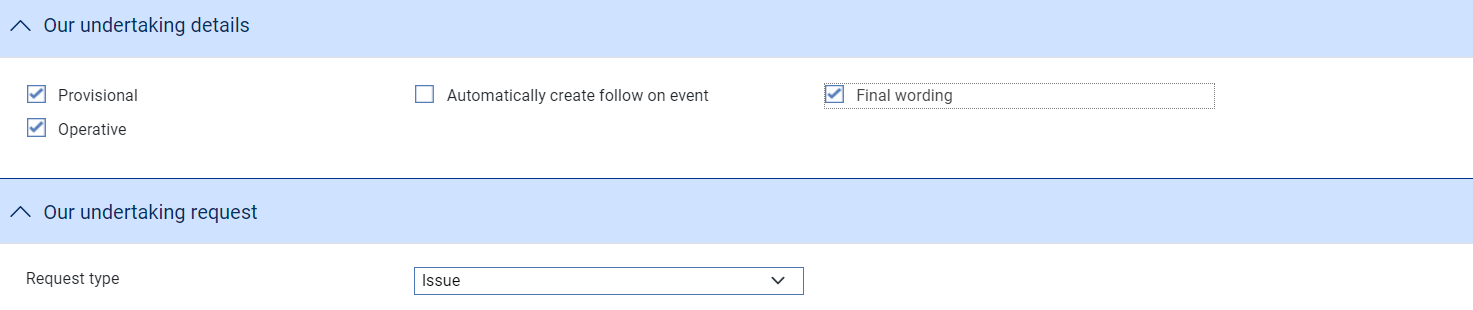 Our undertaking details
Provisional
Automatically create follow on event
Final wording
Operative
Our undertaking request
Request type
Issue